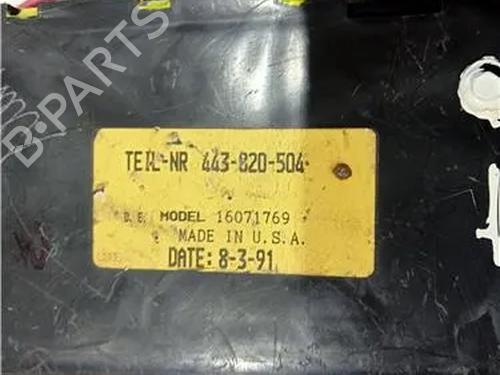 B-PARTS
TEIL-NR 443-820-504
MODEL 16071769
MADE IN U.S.A.
DATE: 8-3-91